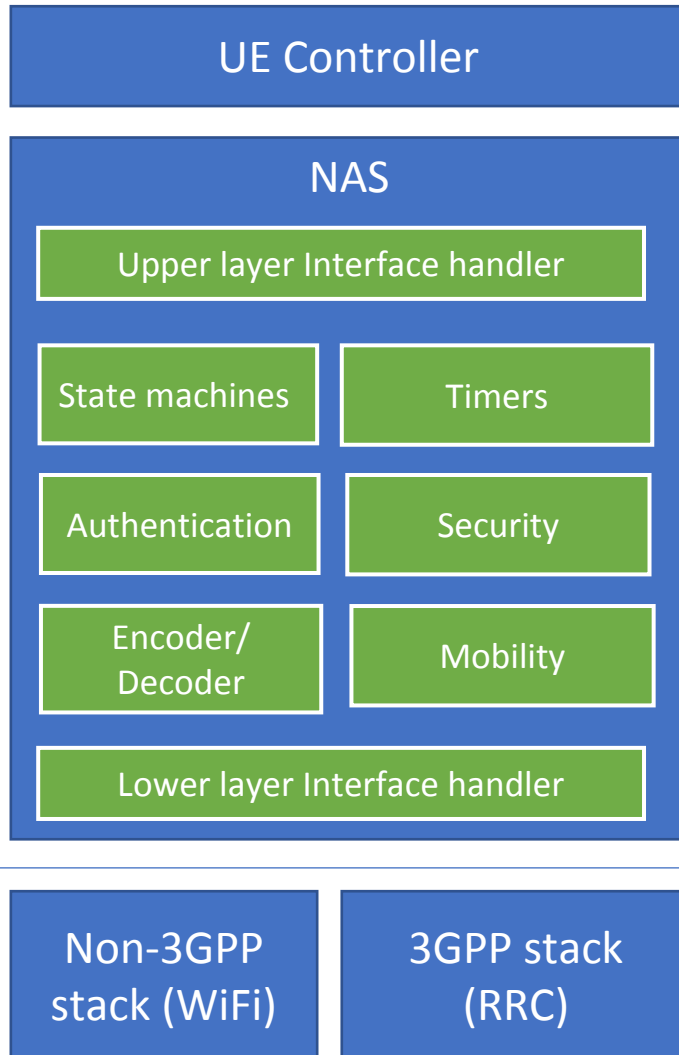 UE Controller
NAS
Upper layer Interface handler
State machines
Timers
Authentication
Security
Encoder/
Decoder
Mobility
Lower layer Interface handler
Non-3GPP
stack (WiFi)
3GPP stack
(RRC)